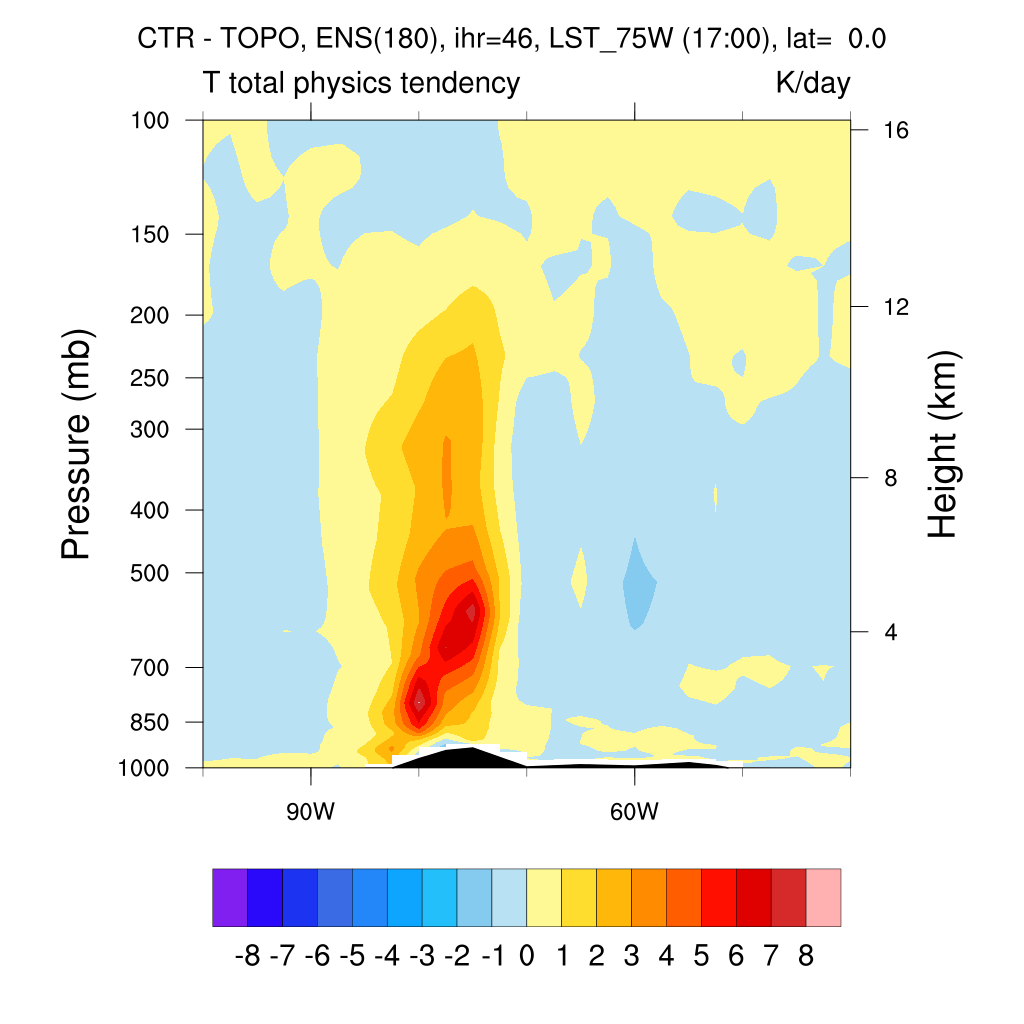 CTR - TOPO, ENS(180), ihr=46, LST_75W (17:00), lat=  0.0
T total physics tendency K/day
100
150
200
250
300
400
500
700
850
1000
Pressure (mb)
16
12
8
4
Height (km)
90W 60W
-8 -7 -6 -5 -4 -3 -2 -1 0 1 2 3 4 5 6 7 8